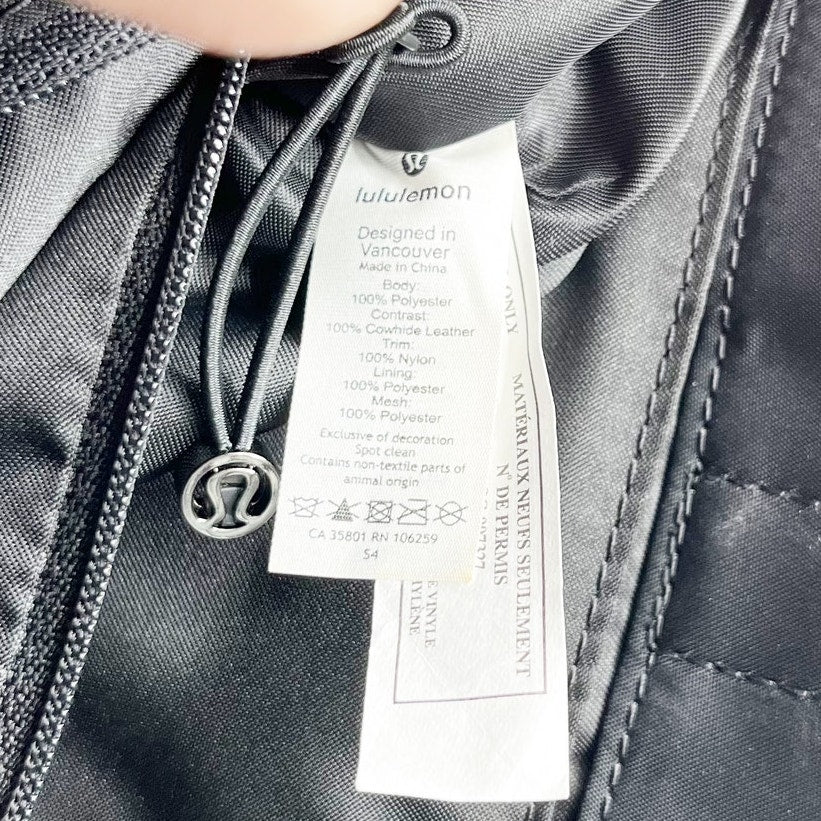 lululemon
Designed in
Vancouver
Made in China
Body:
100% Polyester
Contrast:
100% Cowhide Leather
Trim:
100% Nylon
Lining:
100% Polyester
Mesh:
100% Polyester
Exclusive of decoration
Spot clean
Contains non-textile parts of
animal origin
CA 35801 RN 106259
S4
ONLY
MATÉRIAUX NEUFS SEULEMENT
N° DE PERMIS
E VINYLE